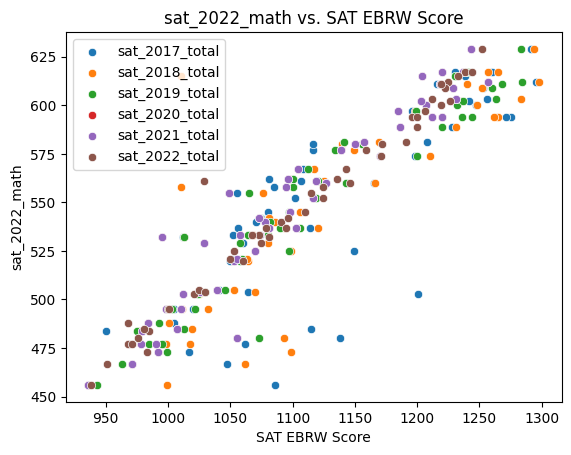 sat_2022_math vs. SAT EBRW Score
sat_2017_total
sat_2018_total
sat_2019_total
sat_2020_total
sat_2021_total
sat_2022_total
sat_2022_math
625
600
575
550
525
500
475
450
950 1000 1050 1100 1150 1200 1250 1300
SAT EBRW Score